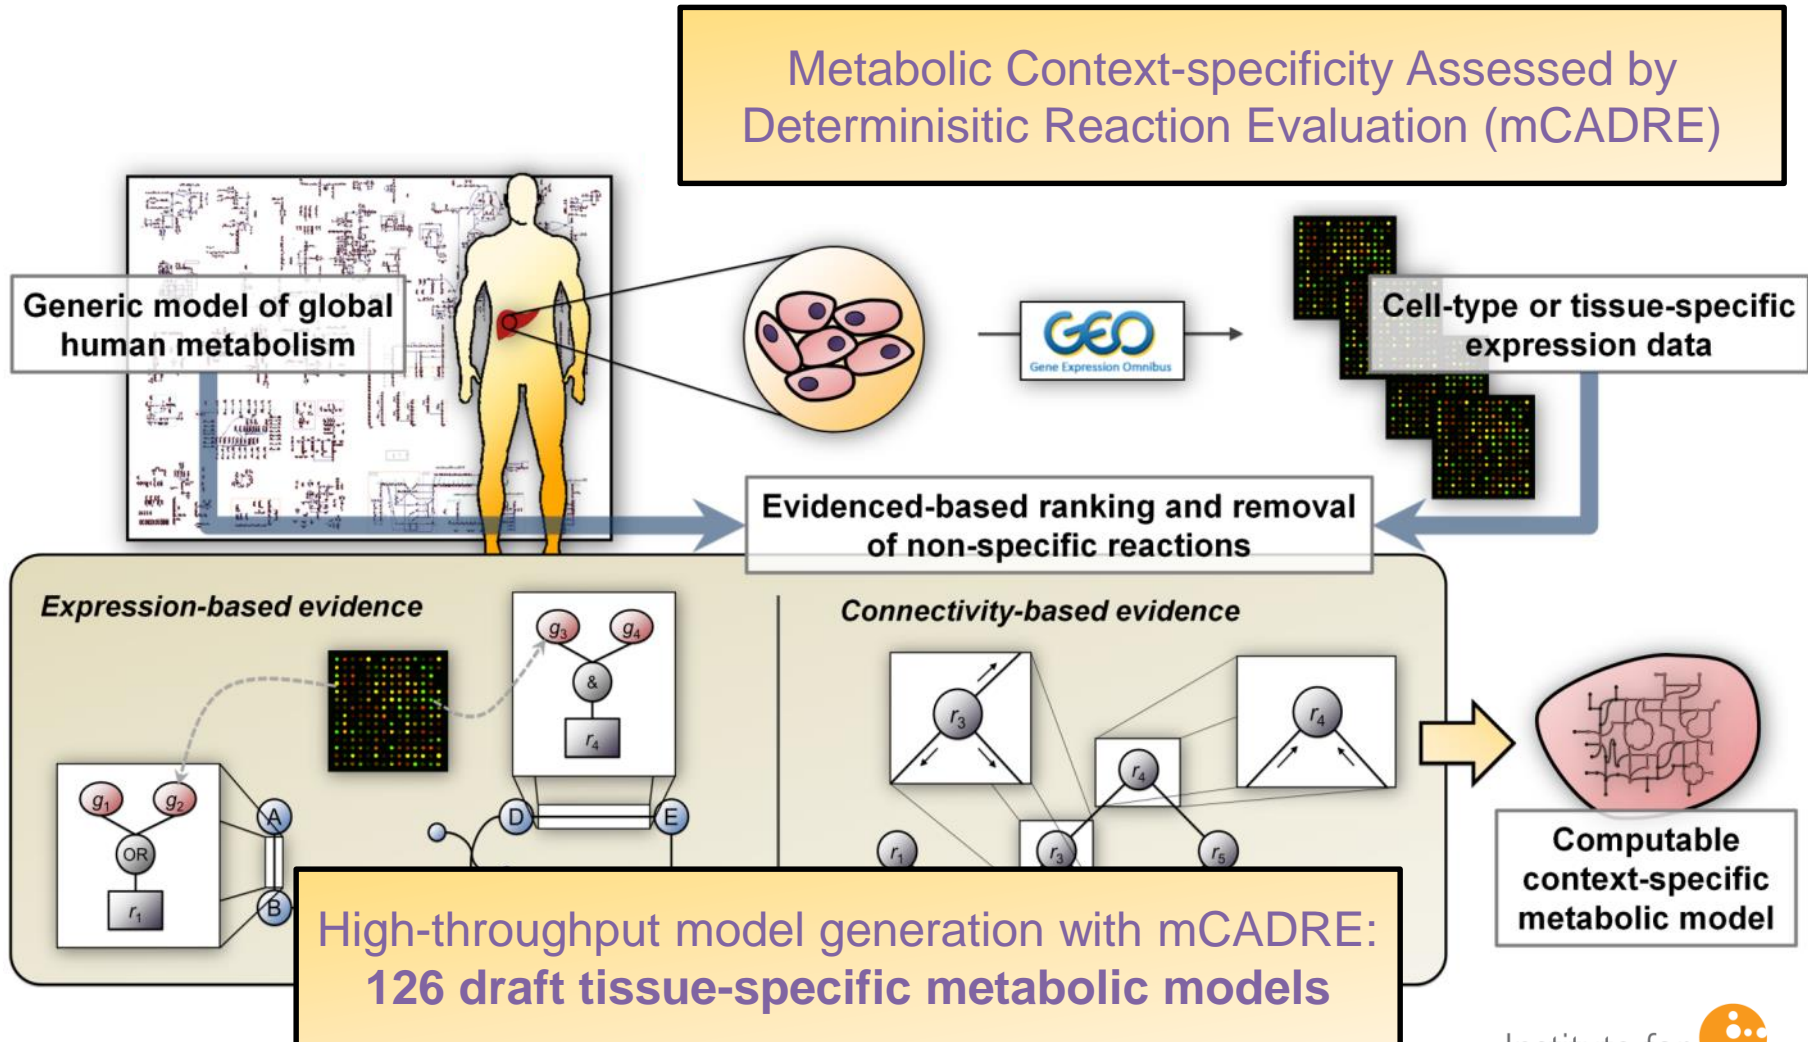 Metabolic Context-specificity Assessed by
Determinisitic Reaction Evaluation (mCADRE)
Generic model of global
human metabolism
GEO
Gene Expression Omnibus
Cell-type or tissue-specific
expression data
Evidenced-based ranking and removal
of non-specific reactions
Expression-based evidence
g3 g4
&
r4
g1 g2
OR
r1
A
B
D
E
Connectivity-based evidence
r3
r4
r4
r1
r3
r5
Computable
context-specific
metabolic model
High-throughput model generation with mCADRE:
126 draft tissue-specific metabolic models